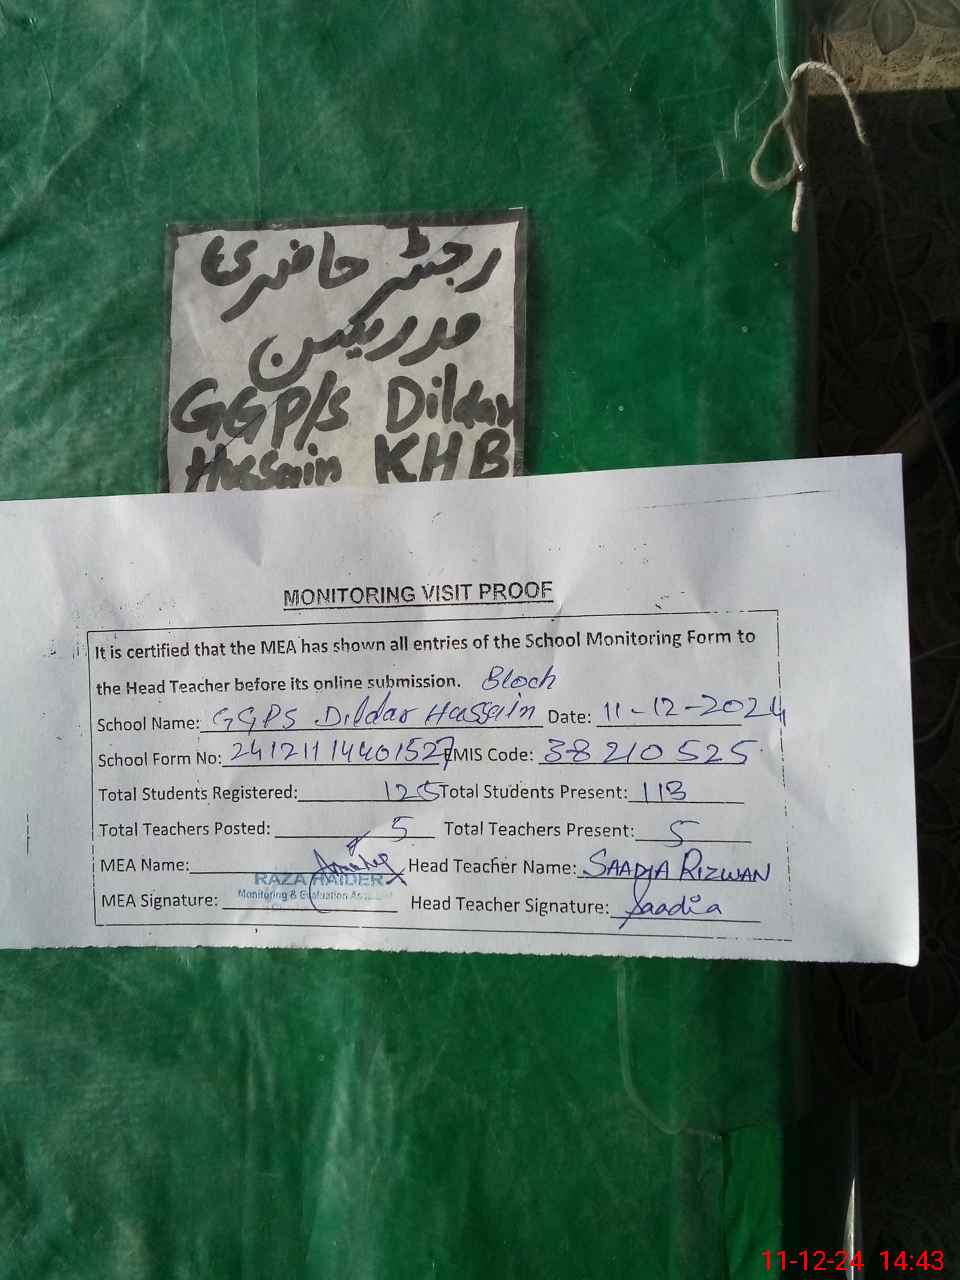 رجسٹر حاضری
مدرسین
GGP/s Dildar
Hussain KHB
MONITORING VISIT PROOF
It is certified that the MEA has shown all entries of the School Monitoring Form to
the Head Teacher before its online submission. Bloch
School Name: GGPS Dildar Hussain Date: 11-12-2024
School Form No: 24121114401527 EMIS Code: 38210525
Total Students Registered: 125 Total Students Present: 113
Total Teachers Posted: 5 Total Teachers Present: 5
MEA Name: Head Teacher Name: SAADIA RIZWAN
RAZA HAIDER
Monitoring & Evaluation
MEA Signature: Head Teacher Signature: Saadia
11-12-24 14:43